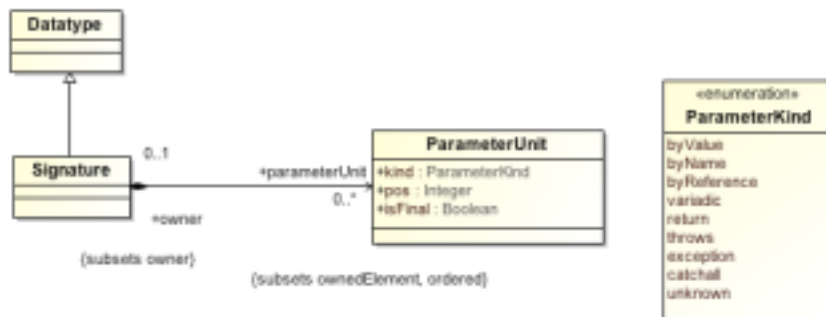 Datatype
Signature
0..1
+owner
{subsets owner}
+parameterUnit
0..*
{subsets ownedElement, ordered}
ParameterUnit
+kind : ParameterKind
+pos : Integer
+isFinal : Boolean
«enumeration»
ParameterKind
byValue
byName
byReference
variadic
return
throws
exception
catchall
unknown